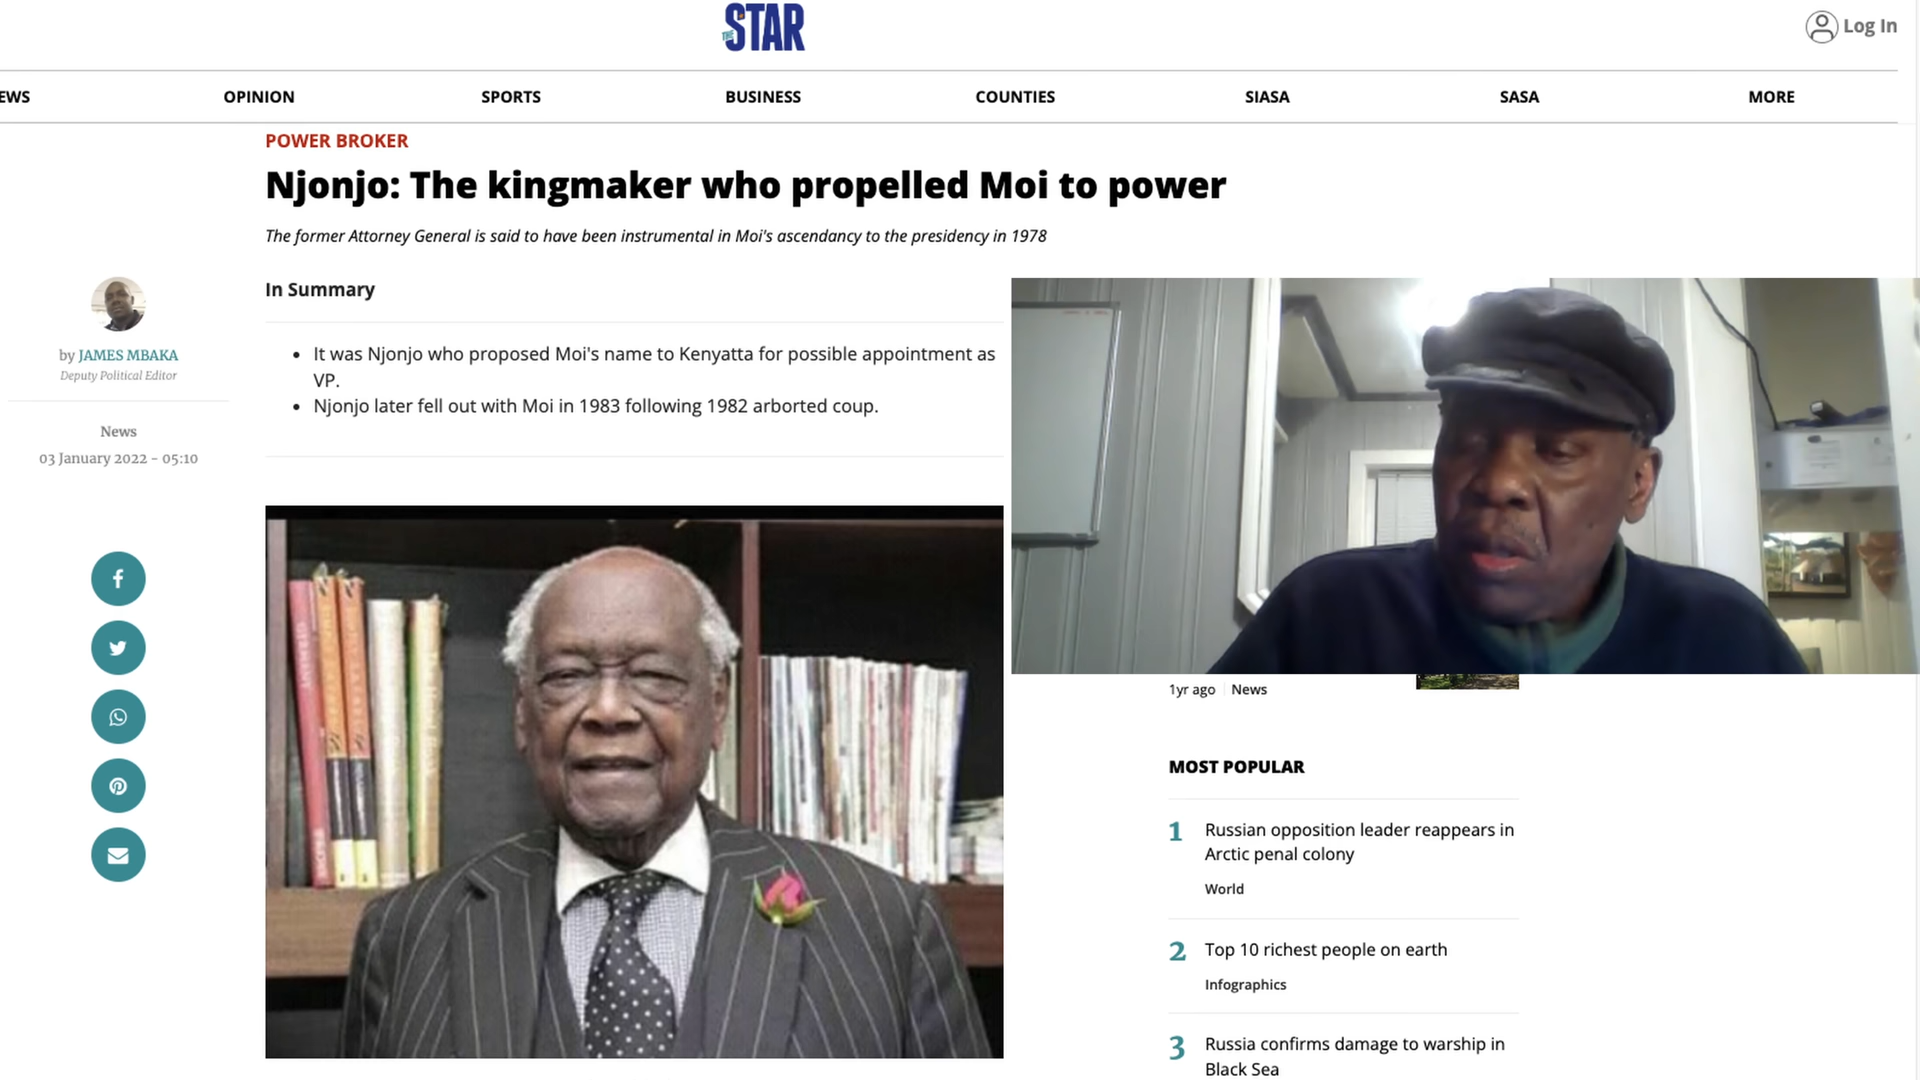 THE STAR
Log In
EWS
OPINION
SPORTS
BUSINESS
COUNTIES
SIASA
SASA
MORE
POWER BROKER
Njonjo: The kingmaker who propelled Moi to power
The former Attorney General is said to have been instrumental in Moi's ascendancy to the presidency in 1978
by JAMES MBAKA
Deputy Political Editor
News
03 January 2022 - 05:10
In Summary
• It was Njonjo who proposed Moi's name to Kenyatta for possible appointment as
VP.
• Njonjo later fell out with Moi in 1983 following 1982 arborted coup.
1yr ago
News
MOST POPULAR
1 Russian opposition leader reappears in
Arctic penal colony
World
2 Top 10 richest people on earth
Infographics
3 Russia confirms damage to warship in
Black Sea